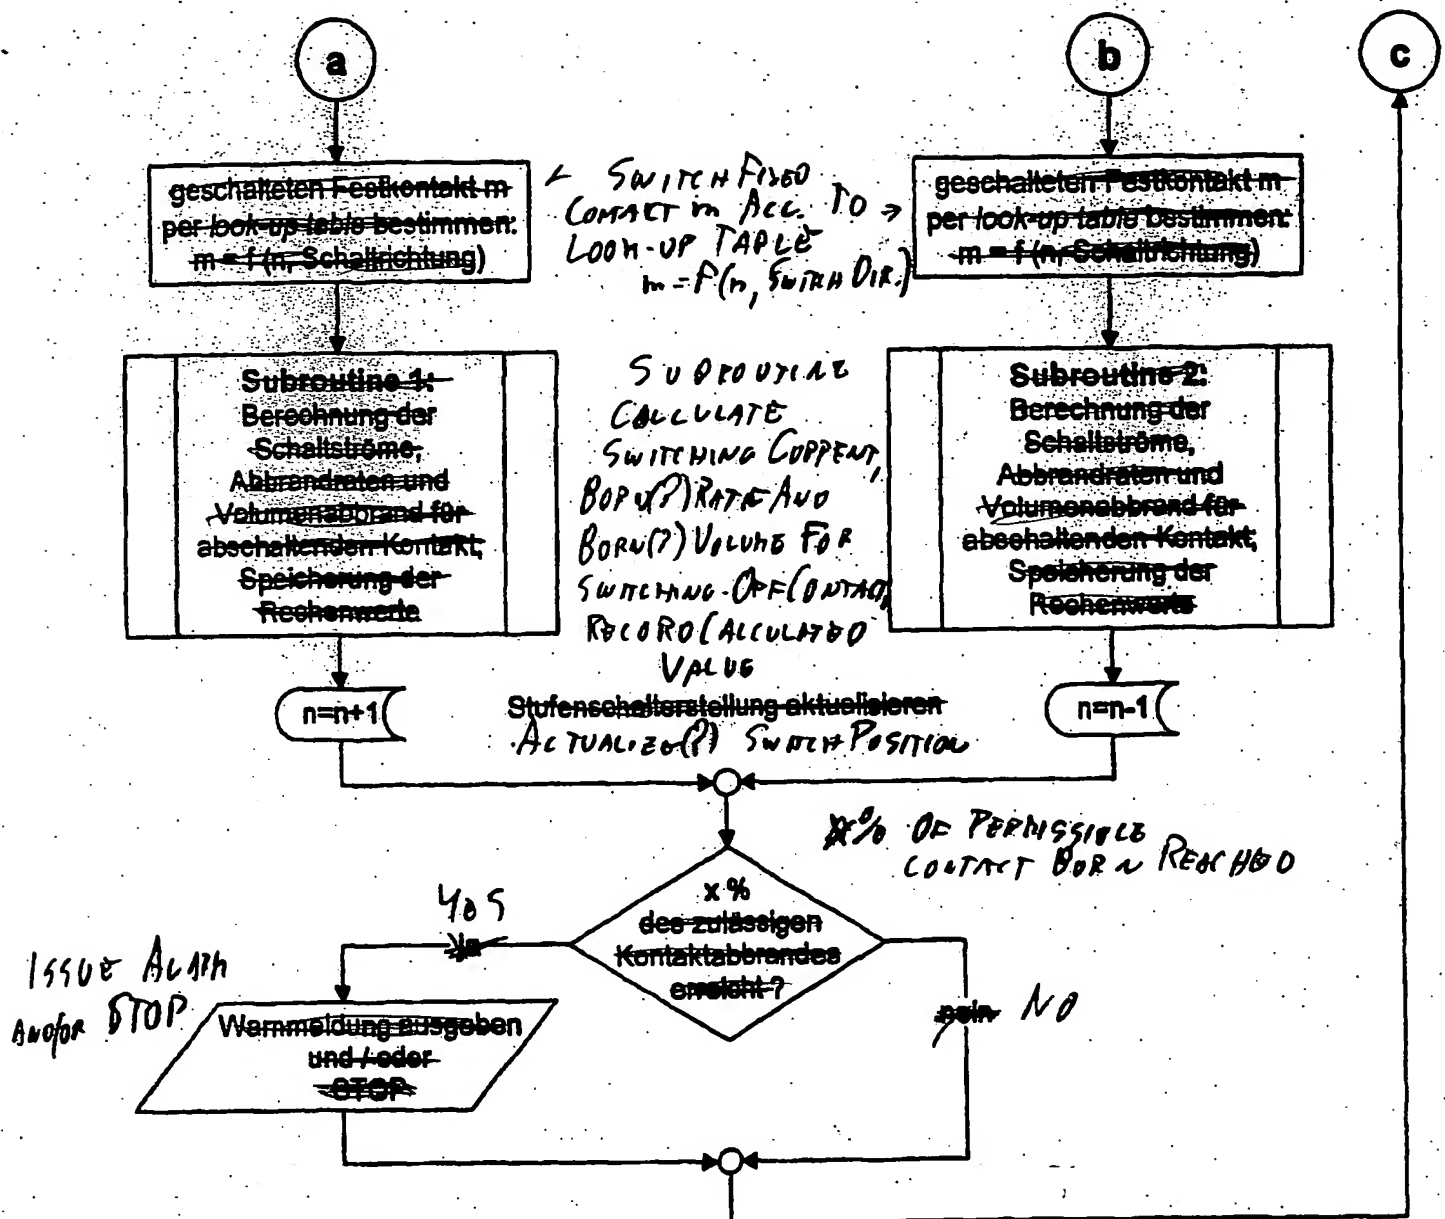 a
b
c
geschalteten Festkontakt m
per look-up table bestimmen:
m = f (n, Schaltrichtung)
← SWITCH FIXED
CONTACT m ACC. TO →
LOOK-UP TABLE
m = F(n, SWITCH DIR.)
geschalteten Festkontakt m
per look-up table bestimmen:
m = f (n, Schaltrichtung)
Subroutine 1:
Berechnung der
Schaltströme,
Abbrandraten und
Volumenabbrand für
abschaltenden Kontakt,
Speicherung der
Rechenwerte
SUBROUTINE
CALCULATE
SWITCHING CURRENT,
BURN(?) RATE AND
BURN(?) VOLUME FOR
SWITCHING-OFF CONTACT,
RECORD CALCULATED
VALUE
Subroutine 2:
Berechnung der
Schaltströme,
Abbrandraten und
Volumenabbrand für
abschaltenden Kontakt,
Speicherung der
Rechenwerte
n=n+1
Stufenschalterstellung aktualisieren
ACTUALIZE(?) SWITCH POSITION
n=n-1
X% OF PERMISSIBLE
CONTACT BURN REACHED
x %
des zulässigen
Kontaktabbrandes
erreicht ?
YES
ja
nein NO
ISSUE ALARM
AND/OR STOP
Warnmeldung ausgeben
und / oder
STOP